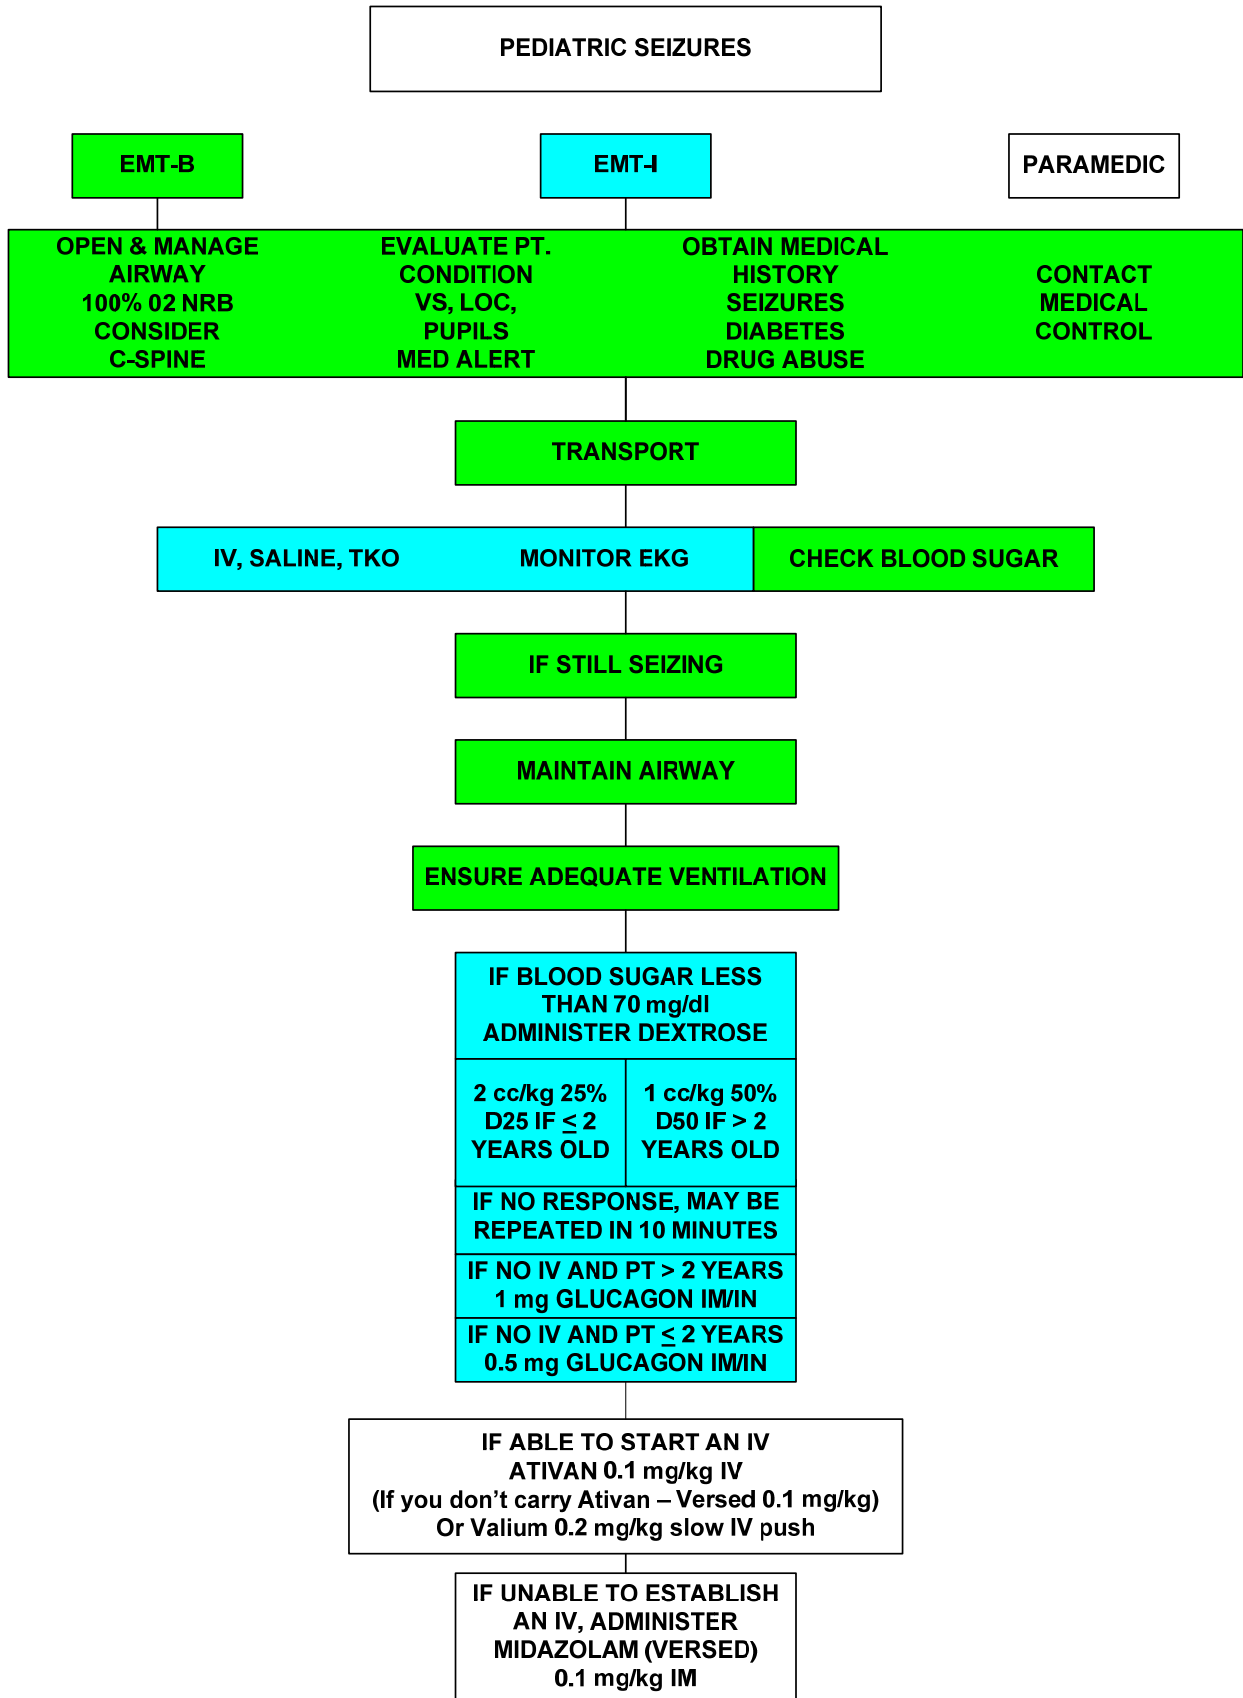 PEDIATRIC SEIZURES
EMT-B
EMT-I
PARAMEDIC
OPEN & MANAGE
AIRWAY
100% 02 NRB
CONSIDER
C-SPINE
EVALUATE PT.
CONDITION
VS, LOC,
PUPILS
MED ALERT
OBTAIN MEDICAL
HISTORY
SEIZURES
DIABETES
DRUG ABUSE
CONTACT
MEDICAL
CONTROL
TRANSPORT
IV, SALINE, TKO
MONITOR EKG
CHECK BLOOD SUGAR
IF STILL SEIZING
MAINTAIN AIRWAY
ENSURE ADEQUATE VENTILATION
IF BLOOD SUGAR LESS
THAN 70 mg/dl
ADMINISTER DEXTROSE
2 cc/kg 25%
D25 IF ≤ 2
YEARS OLD
1 cc/kg 50%
D50 IF > 2
YEARS OLD
IF NO RESPONSE, MAY BE
REPEATED IN 10 MINUTES
IF NO IV AND PT > 2 YEARS
1 mg GLUCAGON IM/IN
IF NO IV AND PT ≤ 2 YEARS
0.5 mg GLUCAGON IM/IN
IF ABLE TO START AN IV
ATIVAN 0.1 mg/kg IV
(If you don’t carry Ativan – Versed 0.1 mg/kg)
Or Valium 0.2 mg/kg slow IV push
IF UNABLE TO ESTABLISH
AN IV, ADMINISTER
MIDAZOLAM (VERSED)
0.1 mg/kg IM